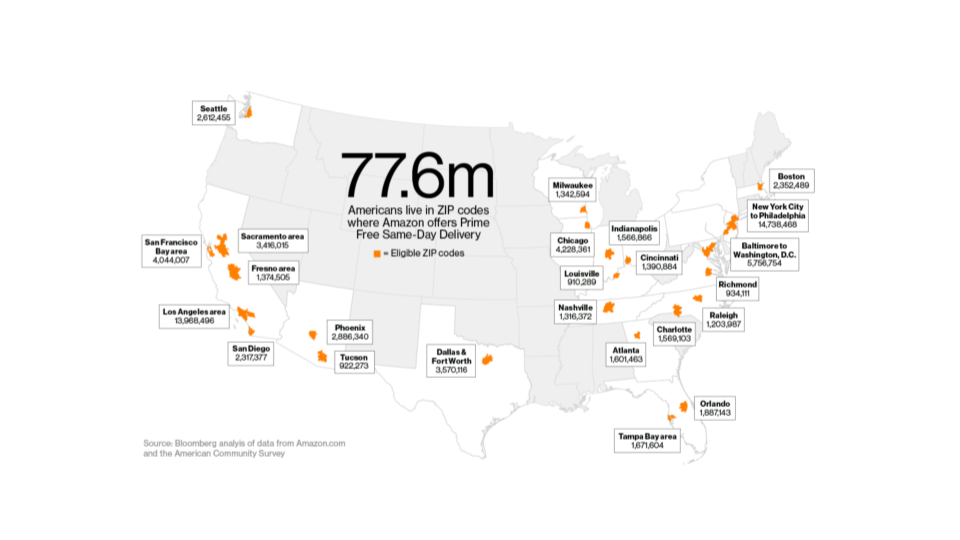 77.6m
Americans live in ZIP codes
where Amazon offers Prime
Free Same-Day Delivery
= Eligible ZIP codes
Seattle
2,612,455
San Francisco
Bay area
4,044,007
Sacramento area
3,416,015
Fresno area
1,374,505
Los Angeles area
13,968,496
San Diego
2,317,377
Phoenix
2,886,340
Tucson
922,273
Dallas &
Fort Worth
3,570,116
Milwaukee
1,342,594
Chicago
4,228,361
Indianapolis
1,566,866
Cincinnati
1,390,884
Louisville
910,289
Nashville
1,316,372
Atlanta
1,601,463
Charlotte
1,569,103
Raleigh
1,203,987
Richmond
934,111
Baltimore to
Washington, D.C.
5,756,754
New York City
to Philadelphia
14,738,468
Boston
2,352,489
Orlando
1,887,143
Tampa Bay area
1,671,604
Source: Bloomberg analyis of data from Amazon.com
and the American Community Survey